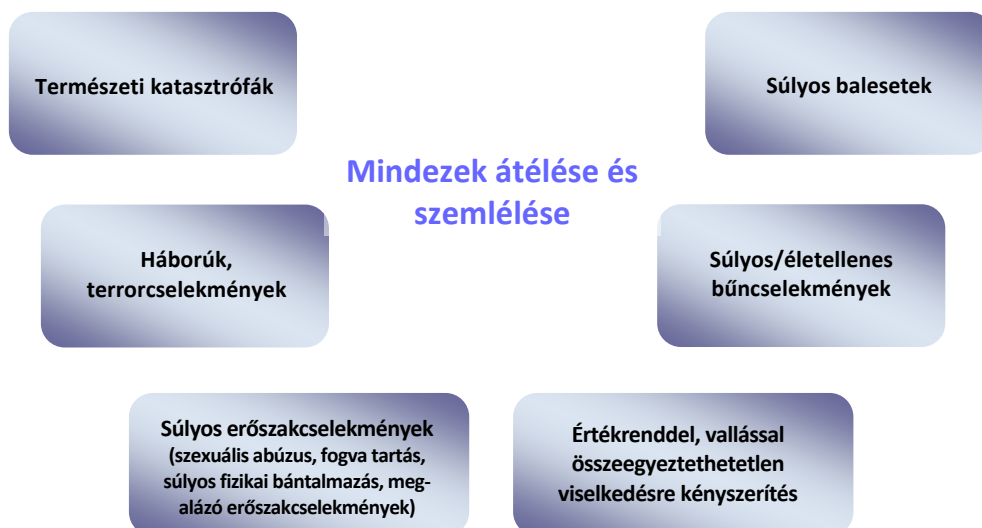 Természeti katasztrófák
Súlyos balesetek
Mindezek átélése és
szemlélése
Háborúk,
terrorcselekmények
Súlyos/életellenes
bűncselekmények
Súlyos erőszakcselekmények
(szexuális abúzus, fogva tartás,
súlyos fizikai bántalmazás, meg-
alázó erőszakcselekmények)
Értékrenddel, vallással
összeegyeztethetetlen
viselkedésre kényszerítés